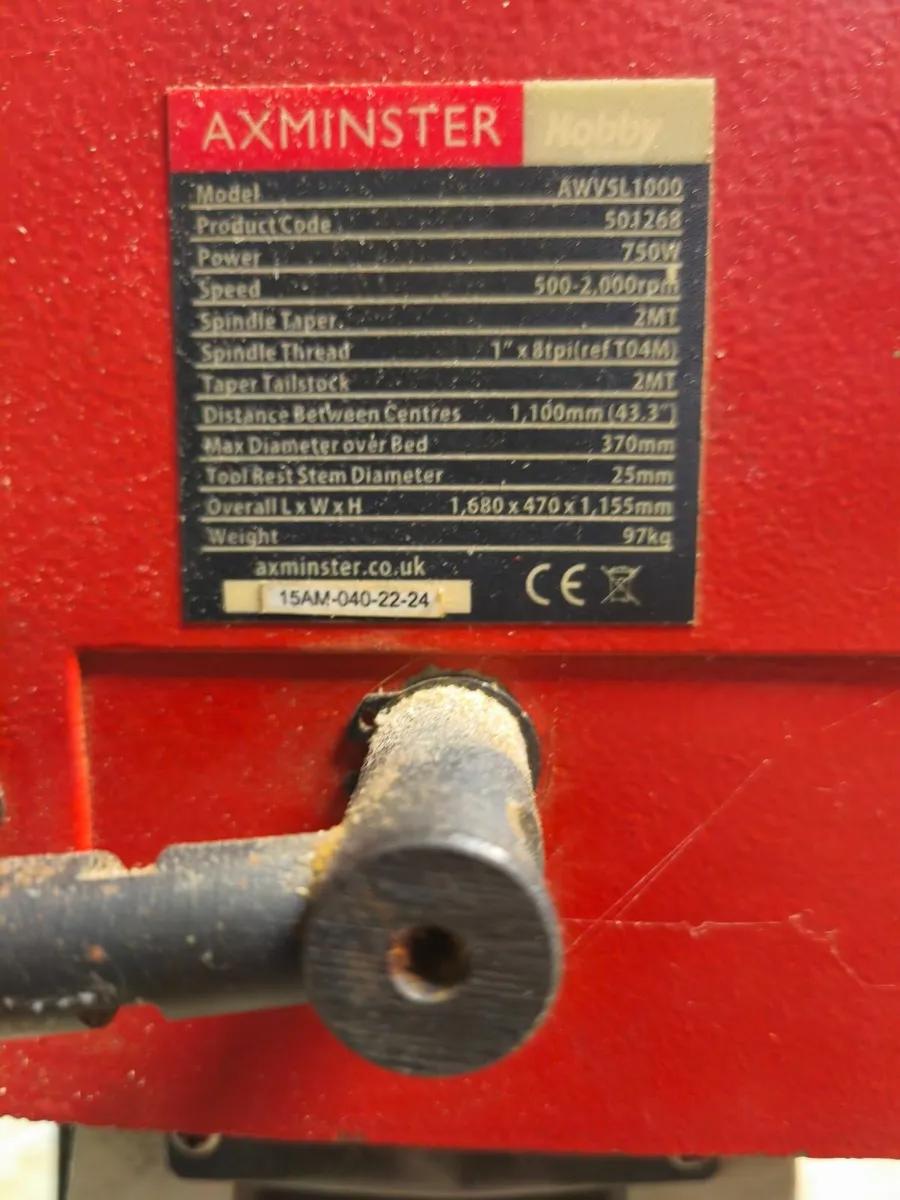 AXMINSTER Hobby
Model AWVSL1000
Product Code 501268
Power 750W
Speed 500-2,000rpm
Spindle Taper 2MT
Spindle Thread 1" x 8tpi(ref T04M)
Taper Tailstock 2MT
Distance Between Centres 1,100mm (43.3")
Max Diameter over Bed 370mm
Tool Rest Stem Diameter 25mm
Overall L x W x H 1,680 x 470 x 1,155mm
Weight 97kg
axminster.co.uk
CE
15AM-040-22-24